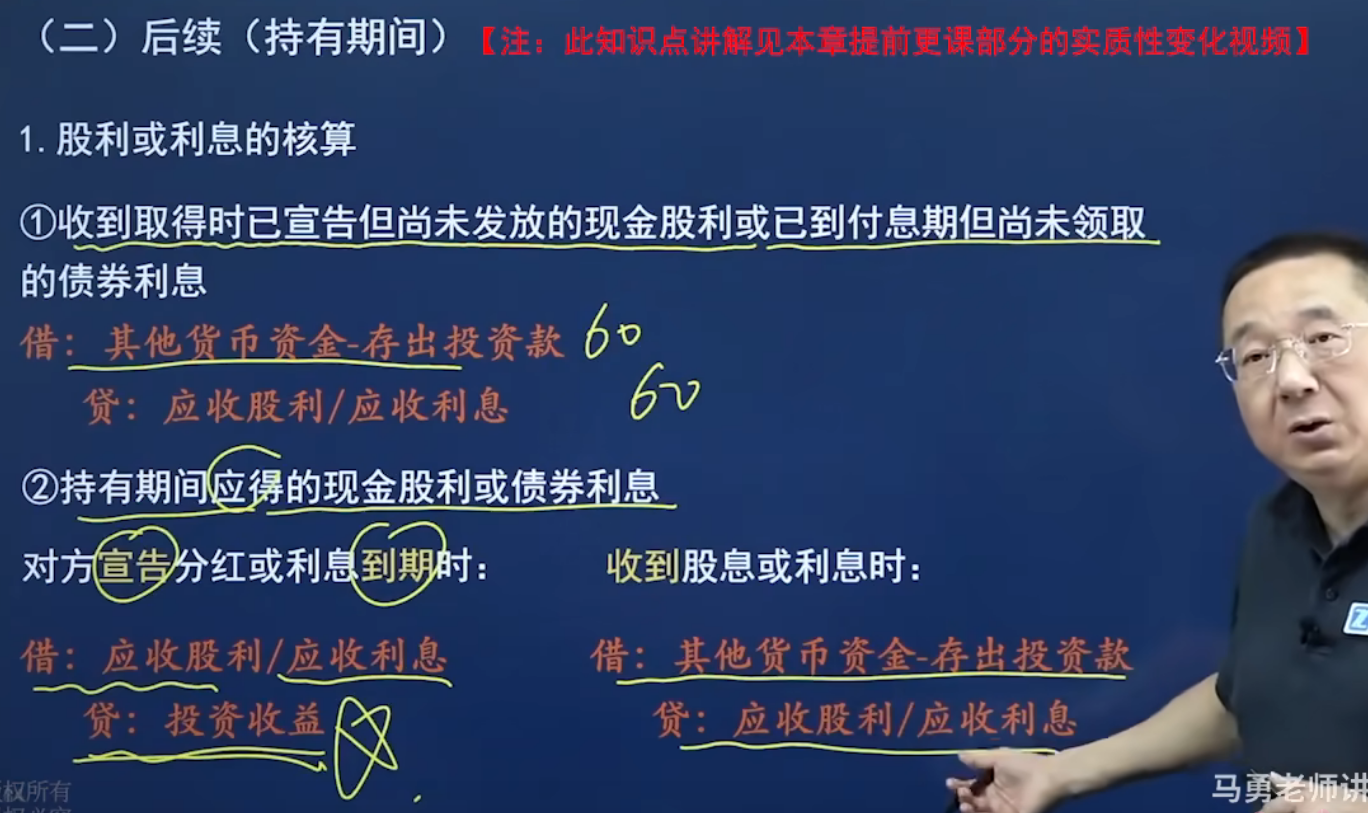 （二）后续（持有期间）【注：此知识点讲解见本章提前更课部分的实质性变化视频】
1.股利或利息的核算
①收到取得时已宣告但尚未发放的现金股利或已到付息期但尚未领取
的债券利息
借：其他货币资金-存出投资款 60
贷：应收股利/应收利息 60
②持有期间应得的现金股利或债券利息
对方宣告分红或利息到期时： 收到股息或利息时：
借：应收股利/应收利息 借：其他货币资金-存出投资款
贷：投资收益 贷：应收股利/应收利息
权所有
马勇老师讲